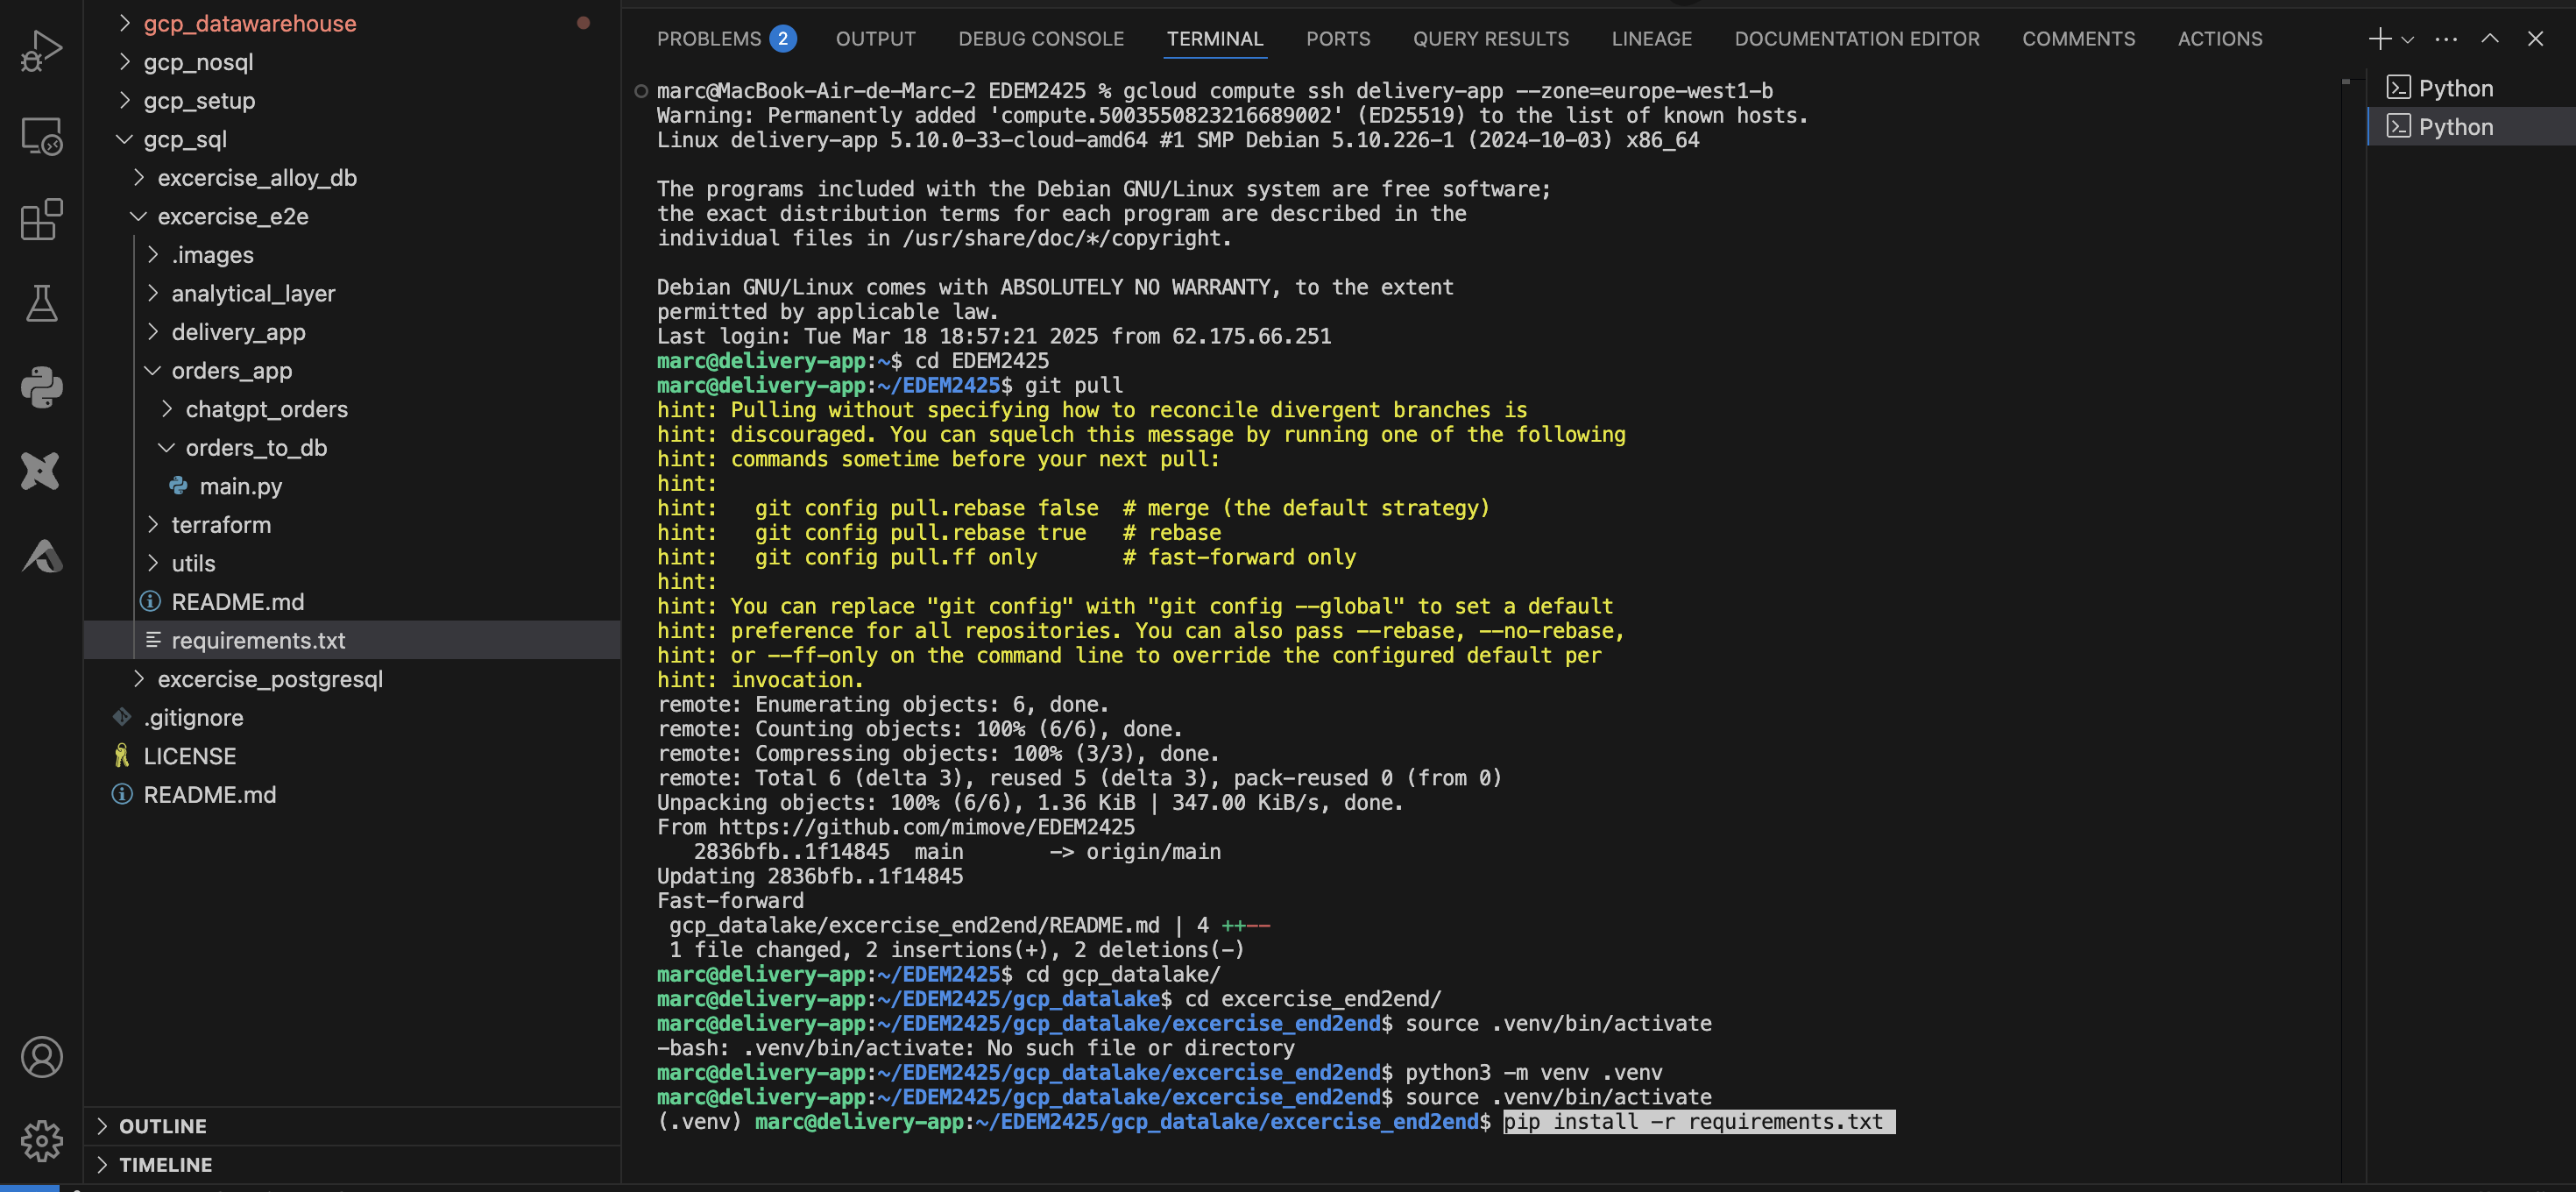 gcp_datawarehouse
gcp_nosql
gcp_setup
gcp_sql
excercise_alloy_db
excercise_e2e
.images
analytical_layer
delivery_app
orders_app
chatgpt_orders
orders_to_db
main.py
terraform
utils
README.md
requirements.txt
excercise_postgresql
.gitignore
LICENSE
README.md
OUTLINE
TIMELINE
PROBLEMS 2 OUTPUT DEBUG CONSOLE TERMINAL PORTS QUERY RESULTS LINEAGE DOCUMENTATION EDITOR COMMENTS ACTIONS
marc@MacBook-Air-de-Marc-2 EDEM2425 % gcloud compute ssh delivery-app --zone=europe-west1-b
Warning: Permanently added 'compute.5003550823216689002' (ED25519) to the list of known hosts.
Linux delivery-app 5.10.0-33-cloud-amd64 #1 SMP Debian 5.10.226-1 (2024-10-03) x86_64
The programs included with the Debian GNU/Linux system are free software;
the exact distribution terms for each program are described in the
individual files in /usr/share/doc/*/copyright.
Debian GNU/Linux comes with ABSOLUTELY NO WARRANTY, to the extent
permitted by applicable law.
Last login: Tue Mar 18 18:57:21 2025 from 62.175.66.251
marc@delivery-app:~$ cd EDEM2425
marc@delivery-app:~/EDEM2425$ git pull
hint: Pulling without specifying how to reconcile divergent branches is
hint: discouraged. You can squelch this message by running one of the following
hint: commands sometime before your next pull:
hint:
hint:   git config pull.rebase false  # merge (the default strategy)
hint:   git config pull.rebase true   # rebase
hint:   git config pull.ff only       # fast-forward only
hint:
hint: You can replace "git config" with "git config --global" to set a default
hint: preference for all repositories. You can also pass --rebase, --no-rebase,
hint: or --ff-only on the command line to override the configured default per
hint: invocation.
remote: Enumerating objects: 6, done.
remote: Counting objects: 100% (6/6), done.
remote: Compressing objects: 100% (3/3), done.
remote: Total 6 (delta 3), reused 5 (delta 3), pack-reused 0 (from 0)
Unpacking objects: 100% (6/6), 1.36 KiB | 347.00 KiB/s, done.
From https://github.com/mimove/EDEM2425
   2836bfb..1f14845  main       -> origin/main
Updating 2836bfb..1f14845
Fast-forward
 gcp_datalake/excercise_end2end/README.md | 4 ++--
 1 file changed, 2 insertions(+), 2 deletions(-)
marc@delivery-app:~/EDEM2425$ cd gcp_datalake/
marc@delivery-app:~/EDEM2425/gcp_datalake$ cd excercise_end2end/
marc@delivery-app:~/EDEM2425/gcp_datalake/excercise_end2end$ source .venv/bin/activate
-bash: .venv/bin/activate: No such file or directory
marc@delivery-app:~/EDEM2425/gcp_datalake/excercise_end2end$ python3 -m venv .venv
marc@delivery-app:~/EDEM2425/gcp_datalake/excercise_end2end$ source .venv/bin/activate
(.venv) marc@delivery-app:~/EDEM2425/gcp_datalake/excercise_end2end$ pip install -r requirements.txt
Python
Python